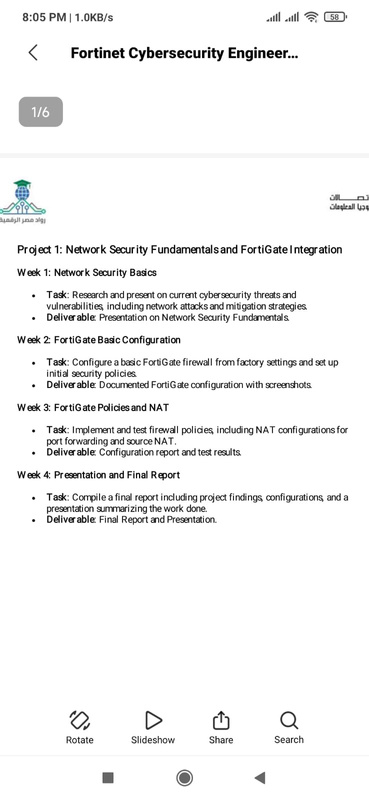 8:05 PM | 1.0KB/s
58
Fortinet Cybersecurity Engineer...
1/6
رواد مصر الرقمية
Project 1: Network Security Fundamentals and FortiGate Integration
Week 1: Network Security Basics
• Task: Research and present on current cybersecurity threats and
vulnerabilities, including network attacks and mitigation strategies.
• Deliverable: Presentation on Network Security Fundamentals.
Week 2: FortiGate Basic Configuration
• Task: Configure a basic FortiGate firewall from factory settings and set up
initial security policies.
• Deliverable: Documented FortiGate configuration with screenshots.
Week 3: FortiGate Policies and NAT
• Task: Implement and test firewall policies, including NAT configurations for
port forwarding and source NAT.
• Deliverable: Configuration report and test results.
Week 4: Presentation and Final Report
• Task: Compile a final report including project findings, configurations, and a
presentation summarizing the work done.
• Deliverable: Final Report and Presentation.
Rotate
Slideshow
Share
Search